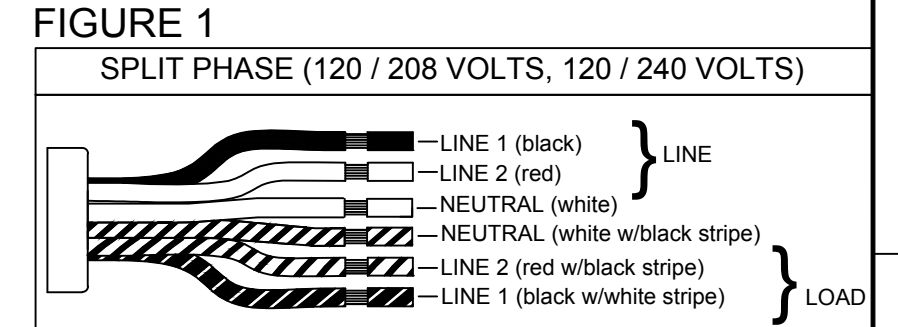 FIGURE 1
SPLIT PHASE (120 / 208 VOLTS, 120 / 240 VOLTS)
LINE 1 (black)
LINE
LINE 2 (red)
NEUTRAL (white)
NEUTRAL (white w/black stripe)
LINE 2 (red w/black stripe)
LINE 1 (black w/white stripe)
LOAD